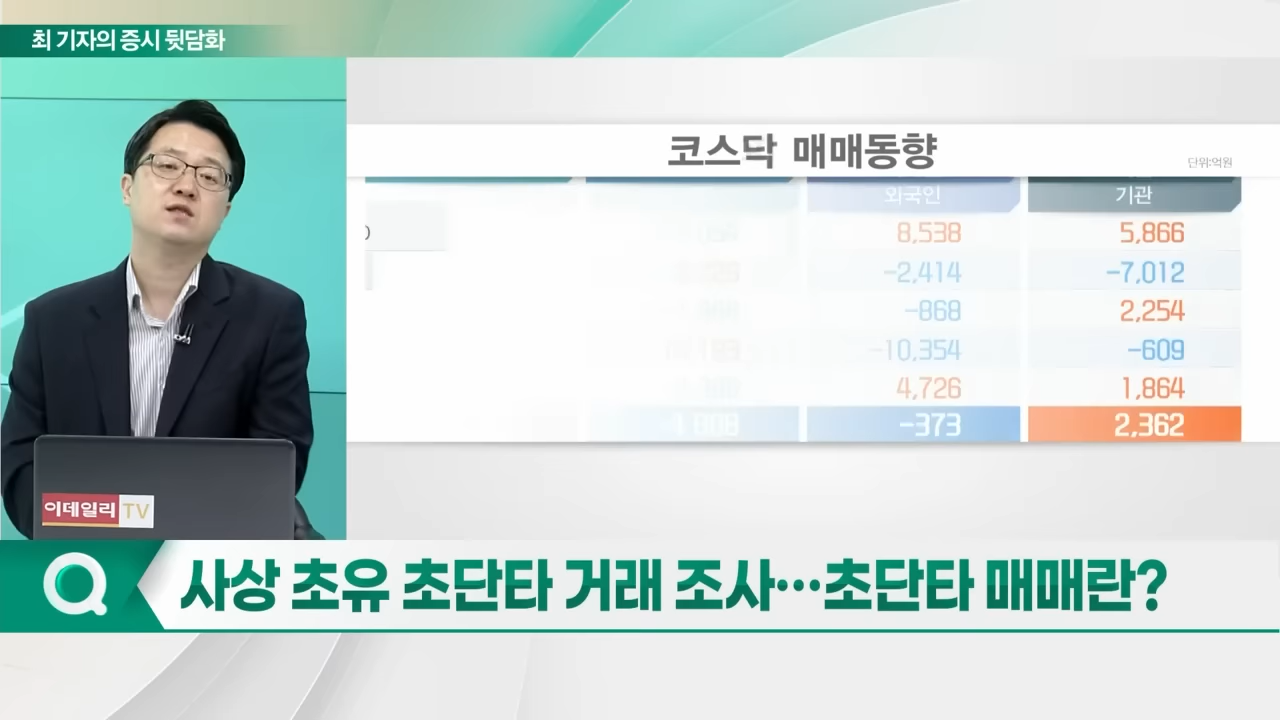 최 기자의 증시 뒷담화
코스닥 매매동향
단위:억원
외국인 기관
8,538 5,866
-2,414 -7,012
-868 2,254
-10,354 -609
4,726 1,864
-373 2,362
이데일리 TV
사상 초유 초단타 거래 조사···초단타 매매란?